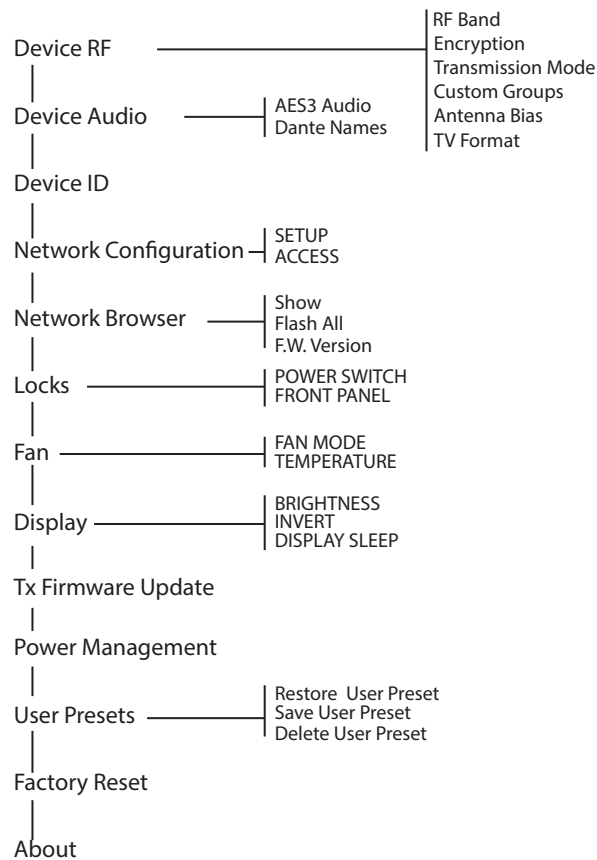 Device RF
RF Band
Encryption
Transmission Mode
Custom Groups
Antenna Bias
TV Format
Device Audio
AES3 Audio
Dante Names
Device ID
Network Configuration
SETUP
ACCESS
Network Browser
Show
Flash All
F.W. Version
Locks
POWER SWITCH
FRONT PANEL
Fan
FAN MODE
TEMPERATURE
Display
BRIGHTNESS
INVERT
DISPLAY SLEEP
Tx Firmware Update
Power Management
User Presets
Restore User Preset
Save User Preset
Delete User Preset
Factory Reset
About